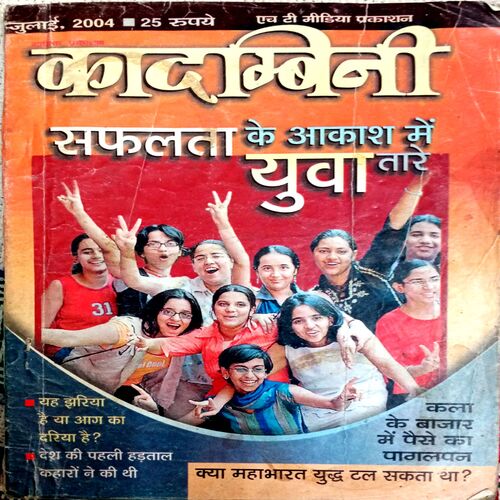 जुलाई, 2004 ■ 25 रुपये एच टी मीडिया प्रकाशन
कादम्बिनी
सफलता के आकाश में
युवा तारे
31
■ यह झरिया
है या आग का
दरिया है ?
■ देश की पहली हड़ताल
कहारों ने की थी
कला
के बाजार
में पैसे का
पागलपन
क्या महाभारत युद्ध टल सकता था ?